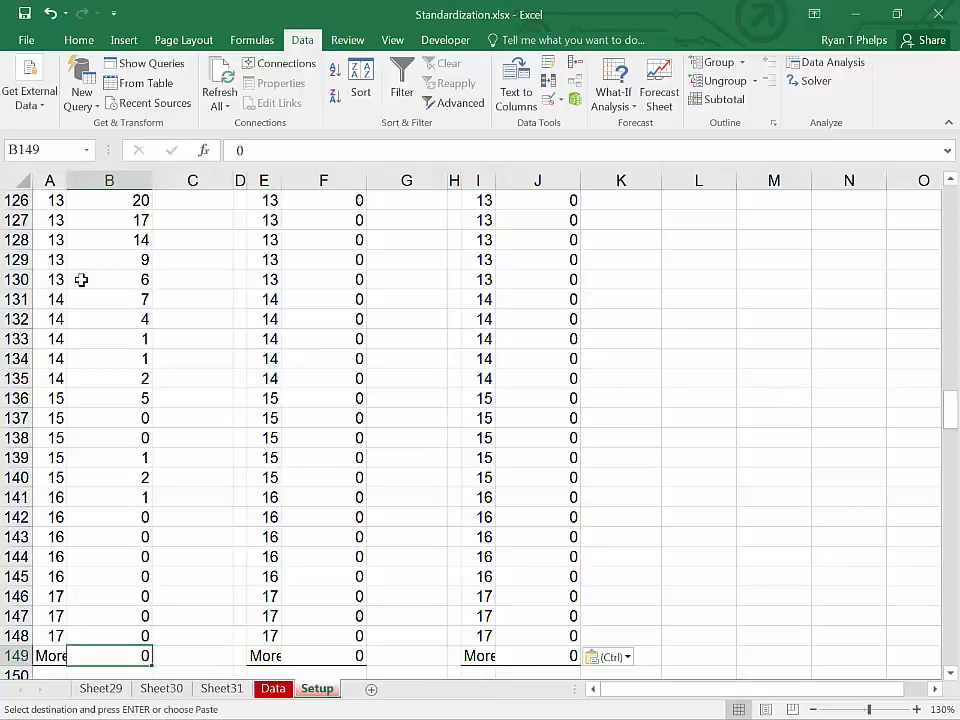 Standardization.xlsx - Excel
File Home Insert Page Layout Formulas Data Review View Developer Tell me what you want to do... Ryan T Phelps Share
Get External Data
New Query
Show Queries
From Table
Recent Sources
Get & Transform
Refresh All
Connections
Properties
Edit Links
Connections
Sort
Filter
Clear
Reapply
Advanced
Sort & Filter
Text to Columns
Data Tools
What-If Analysis
Forecast Sheet
Forecast
Group
Ungroup
Subtotal
Outline
Data Analysis
Solver
Analyze
B149 fx 0
A B C D E F G H I J K L M N O
126 13 20 13 0 13 0
127 13 17 13 0 13 0
128 13 14 13 0 13 0
129 13 9 13 0 13 0
130 13 6 13 0 13 0
131 14 7 14 0 14 0
132 14 4 14 0 14 0
133 14 1 14 0 14 0
134 14 1 14 0 14 0
135 14 2 14 0 14 0
136 15 5 15 0 15 0
137 15 0 15 0 15 0
138 15 0 15 0 15 0
139 15 1 15 0 15 0
140 15 2 15 0 15 0
141 16 1 16 0 16 0
142 16 0 16 0 16 0
143 16 0 16 0 16 0
144 16 0 16 0 16 0
145 16 0 16 0 16 0
146 17 0 17 0 17 0
147 17 0 17 0 17 0
148 17 0 17 0 17 0
149 More 0 More 0 More 0 (Ctrl)
150
Sheet29 Sheet30 Sheet31 Data Setup
Select destination and press ENTER or choose Paste 130%